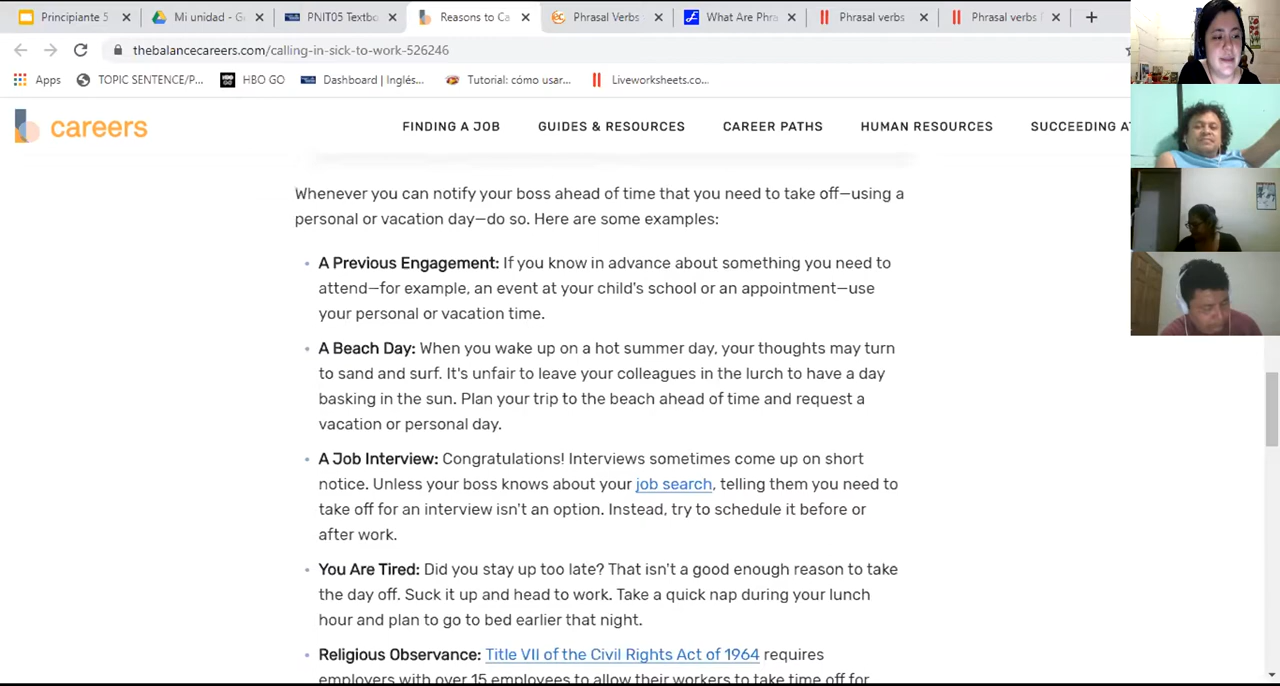 Principiante 5
Mi unidad - G
PNIT05 Textbo
Reasons to Ca
Phrasal Verbs
What Are Phra
Phrasal verbs
Phrasal verbs
thebalancecareers.com/calling-in-sick-to-work-526246
Apps
TOPIC SENTENCE/P...
HBO GO
Dashboard | Inglés...
Tutorial: cómo usar...
Liveworksheets.co...
careers
FINDING A JOB
GUIDES & RESOURCES
CAREER PATHS
HUMAN RESOURCES
SUCCEEDING AT
Whenever you can notify your boss ahead of time that you need to take off—using a
personal or vacation day—do so. Here are some examples:
A Previous Engagement: If you know in advance about something you need to
attend—for example, an event at your child's school or an appointment—use
your personal or vacation time.
A Beach Day: When you wake up on a hot summer day, your thoughts may turn
to sand and surf. It's unfair to leave your colleagues in the lurch to have a day
basking in the sun. Plan your trip to the beach ahead of time and request a
vacation or personal day.
A Job Interview: Congratulations! Interviews sometimes come up on short
notice. Unless your boss knows about your job search, telling them you need to
take off for an interview isn't an option. Instead, try to schedule it before or
after work.
You Are Tired: Did you stay up too late? That isn't a good enough reason to take
the day off. Suck it up and head to work. Take a quick nap during your lunch
hour and plan to go to bed earlier that night.
Religious Observance: Title VII of the Civil Rights Act of 1964 requires
employers with over 15 employees to allow their workers to take time off for